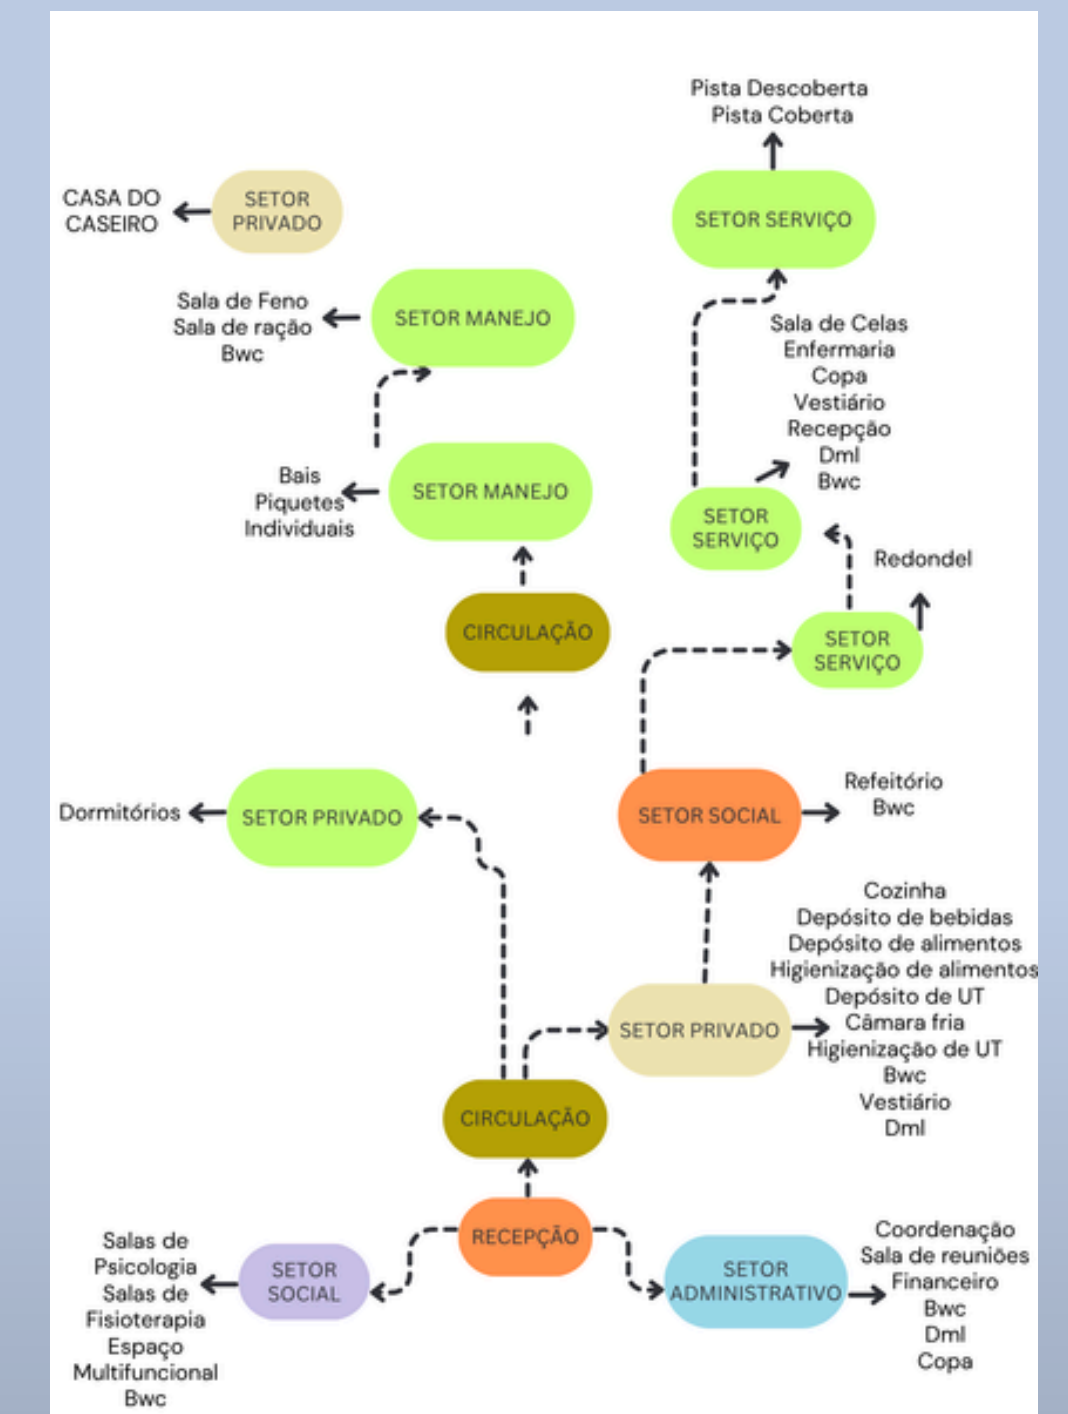 Pista Descoberta
Pista Coberta
SETOR SERVIÇO
CASA DO
CASEIRO
SETOR
PRIVADO
SETOR MANEJO
Sala de Feno
Sala de ração
Bwc
Sala de Celas
Enfermaria
Copa
Vestiário
Recepção
Dml
Bwc
SETOR MANEJO
Bais
Piquetes
Individuais
SETOR
SERVIÇO
Redondel
SETOR
SERVIÇO
CIRCULAÇÃO
Dormitórios
SETOR PRIVADO
SETOR SOCIAL
Refeitório
Bwc
SETOR PRIVADO
Cozinha
Depósito de bebidas
Depósito de alimentos
Higienização de alimentos
Depósito de UT
Câmara fria
Higienização de UT
Bwc
Vestiário
Dml
CIRCULAÇÃO
RECEPÇÃO
Salas de
Psicologia
Salas de
Fisioterapia
Espaço
Multifuncional
Bwc
SETOR
SOCIAL
SETOR
ADMINISTRATIVO
Coordenação
Sala de reuniões
Financeiro
Bwc
Dml
Copa